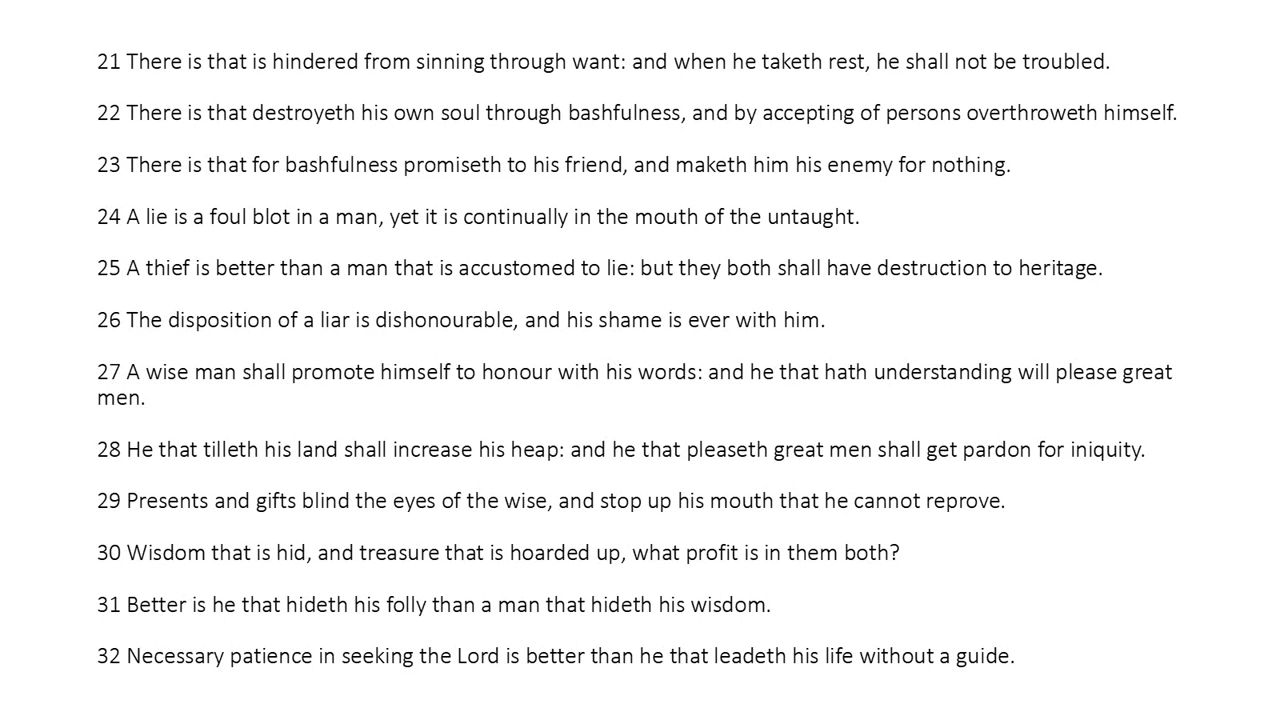 21 There is that is hindered from sinning through want: and when he taketh rest, he shall not be troubled.
22 There is that destroyeth his own soul through bashfulness, and by accepting of persons overthroweth himself.
23 There is that for bashfulness promiseth to his friend, and maketh him his enemy for nothing.
24 A lie is a foul blot in a man, yet it is continually in the mouth of the untaught.
25 A thief is better than a man that is accustomed to lie: but they both shall have destruction to heritage.
26 The disposition of a liar is dishonourable, and his shame is ever with him.
27 A wise man shall promote himself to honour with his words: and he that hath understanding will please great
men.
28 He that tilleth his land shall increase his heap: and he that pleaseth great men shall get pardon for iniquity.
29 Presents and gifts blind the eyes of the wise, and stop up his mouth that he cannot reprove.
30 Wisdom that is hid, and treasure that is hoarded up, what profit is in them both?
31 Better is he that hideth his folly than a man that hideth his wisdom.
32 Necessary patience in seeking the Lord is better than he that leadeth his life without a guide.